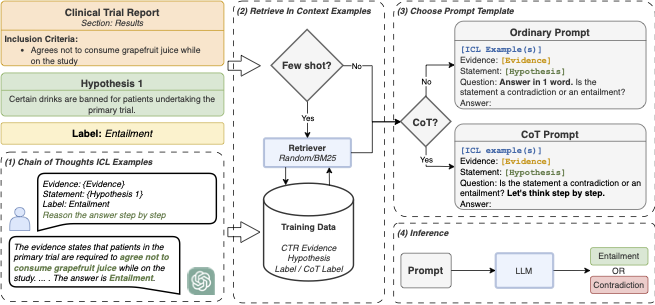 Clinical Trial Report
Section: Results
Inclusion Criteria:
• Agrees not to consume grapefruit juice while
on the study
Hypothesis 1
Certain drinks are banned for patients undertaking the
primary trial.
Label: Entailment
(1) Chain of Thoughts ICL Examples
Evidence: {Evidence}
Statement: {Hypothesis 1}
Label: Entailment
Reason the answer step by step
The evidence states that patients in the
primary trial are required to agree not to
consume grapefruit juice while on the
study. ... . The answer is Entailment.
(2) Retrieve In Context Examples
Few shot?
No
Yes
Retriever
Random/BM25
Training Data
CTR Evidence
Hypothesis
Label / CoT Label
(3) Choose Prompt Template
CoT?
No
Yes
Ordinary Prompt
[ICL Example(s)]
Evidence: [Evidence]
Statement: [Hypothesis]
Question: Answer in 1 word. Is the
statement a contradiction or an entailment?
Answer:
CoT Prompt
[ICL example(s)]
Evidence: [Evidence]
Statement: [Hypothesis]
Question: Is the statement a contradiction or an
entailment? Let's think step by step.
Answer:
(4) Inference
Prompt
LLM
Entailment
OR
Contradiction